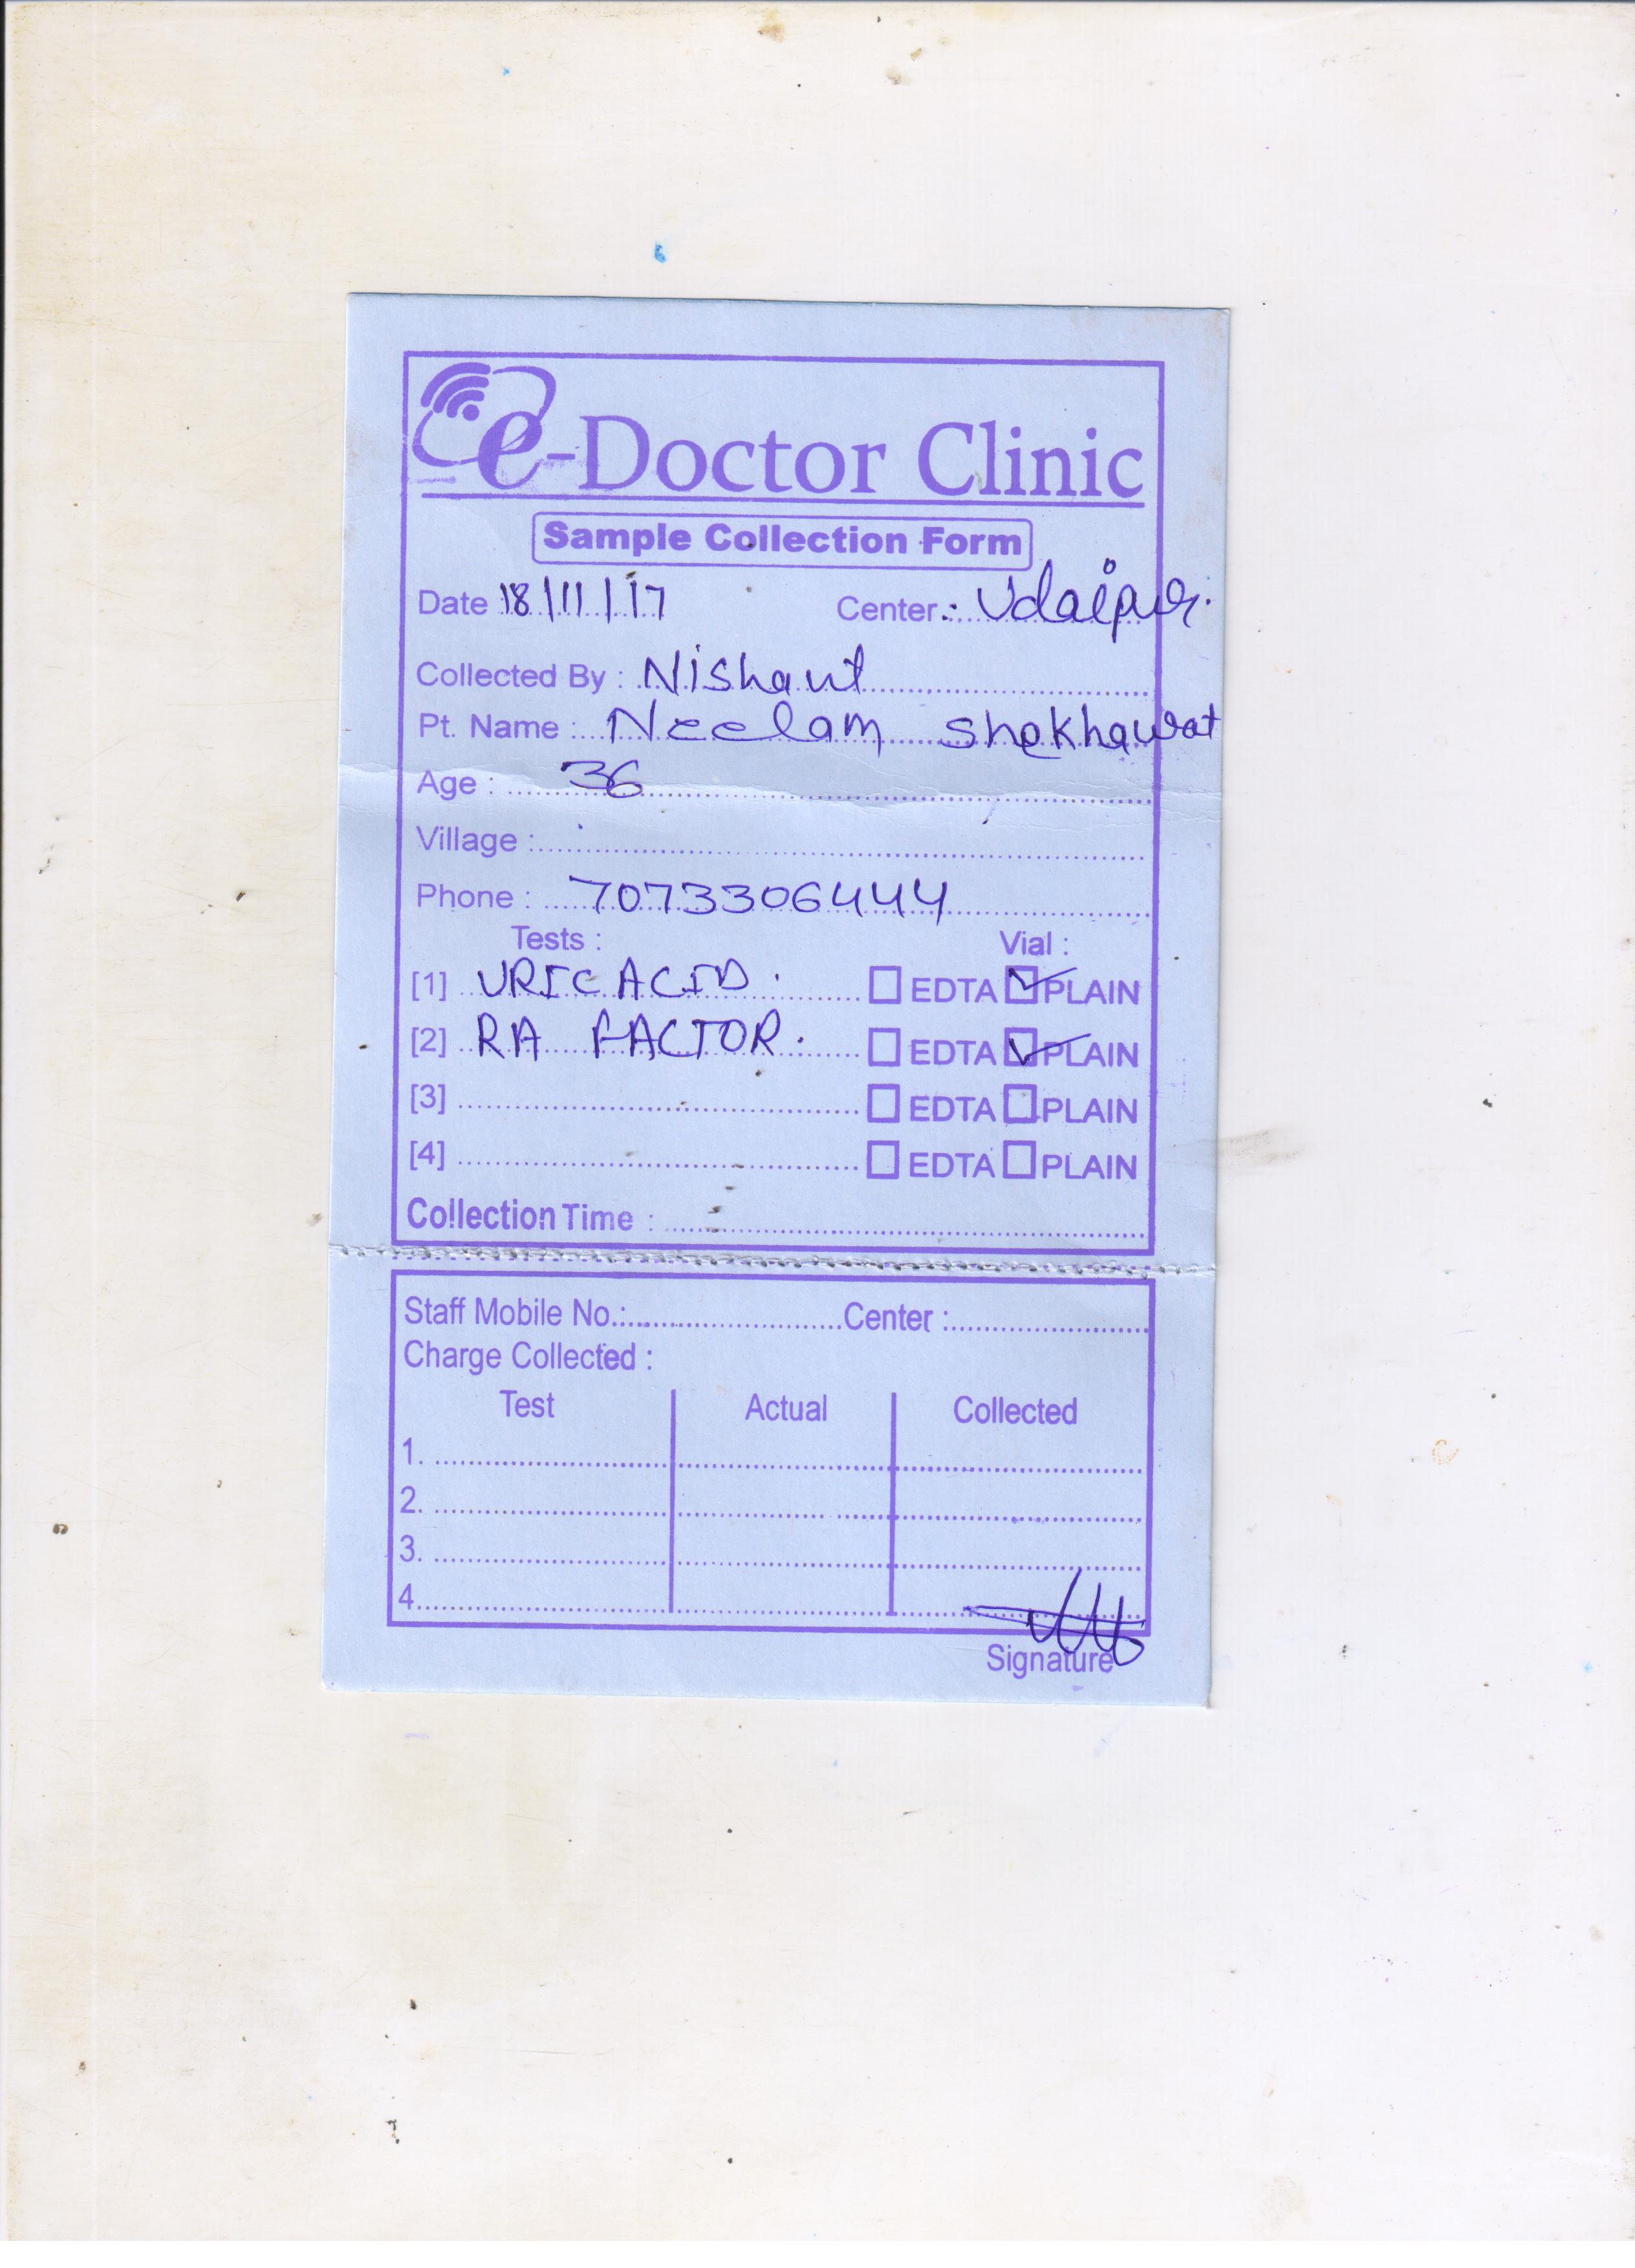 e-Doctor Clinic
Sample Collection Form
Date 18/11/17 Center : Udaipur.
Collected By : Nishant
Pt. Name : Neelam Shekhawat
Age : 36
Village :
Phone : 7073306444
Tests : Vial :
[1] URIC ACID. EDTA PLAIN
[2] RA FACTOR. EDTA PLAIN
[3] EDTA PLAIN
[4] EDTA PLAIN
Collection Time :
Staff Mobile No.: Center :
Charge Collected :
Test Actual Collected
1.
2.
3.
4.
Signature